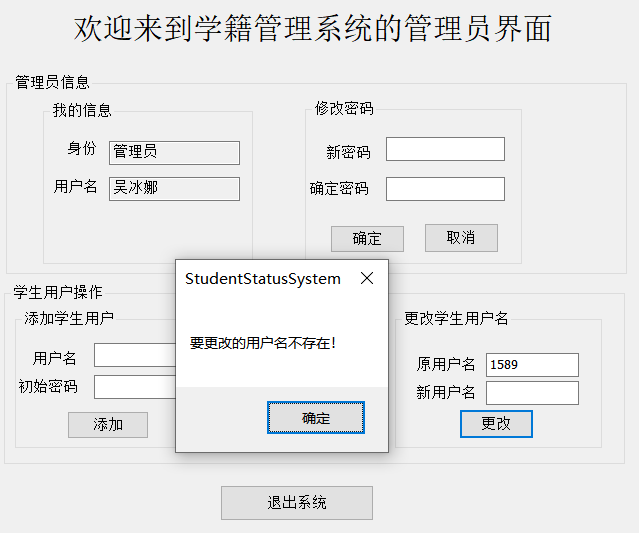 欢迎来到学籍管理系统的管理员界面
管理员信息
我的信息
身份 管理员
用户名 吴冰娜
修改密码
新密码
确定密码
确定 取消
学生用户操作
添加学生用户
用户名
初始密码
添加
StudentStatusSystem
要更改的用户名不存在！
确定
更改学生用户名
原用户名 1589
新用户名
更改
退出系统